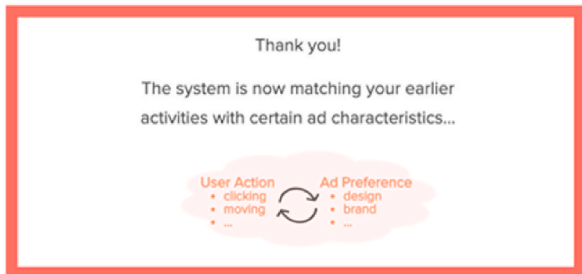 Thank you!
The system is now matching your earlier
activities with certain ad characteristics...
User Action
• clicking
• moving
• ...
Ad Preference
• design
• brand
• ...